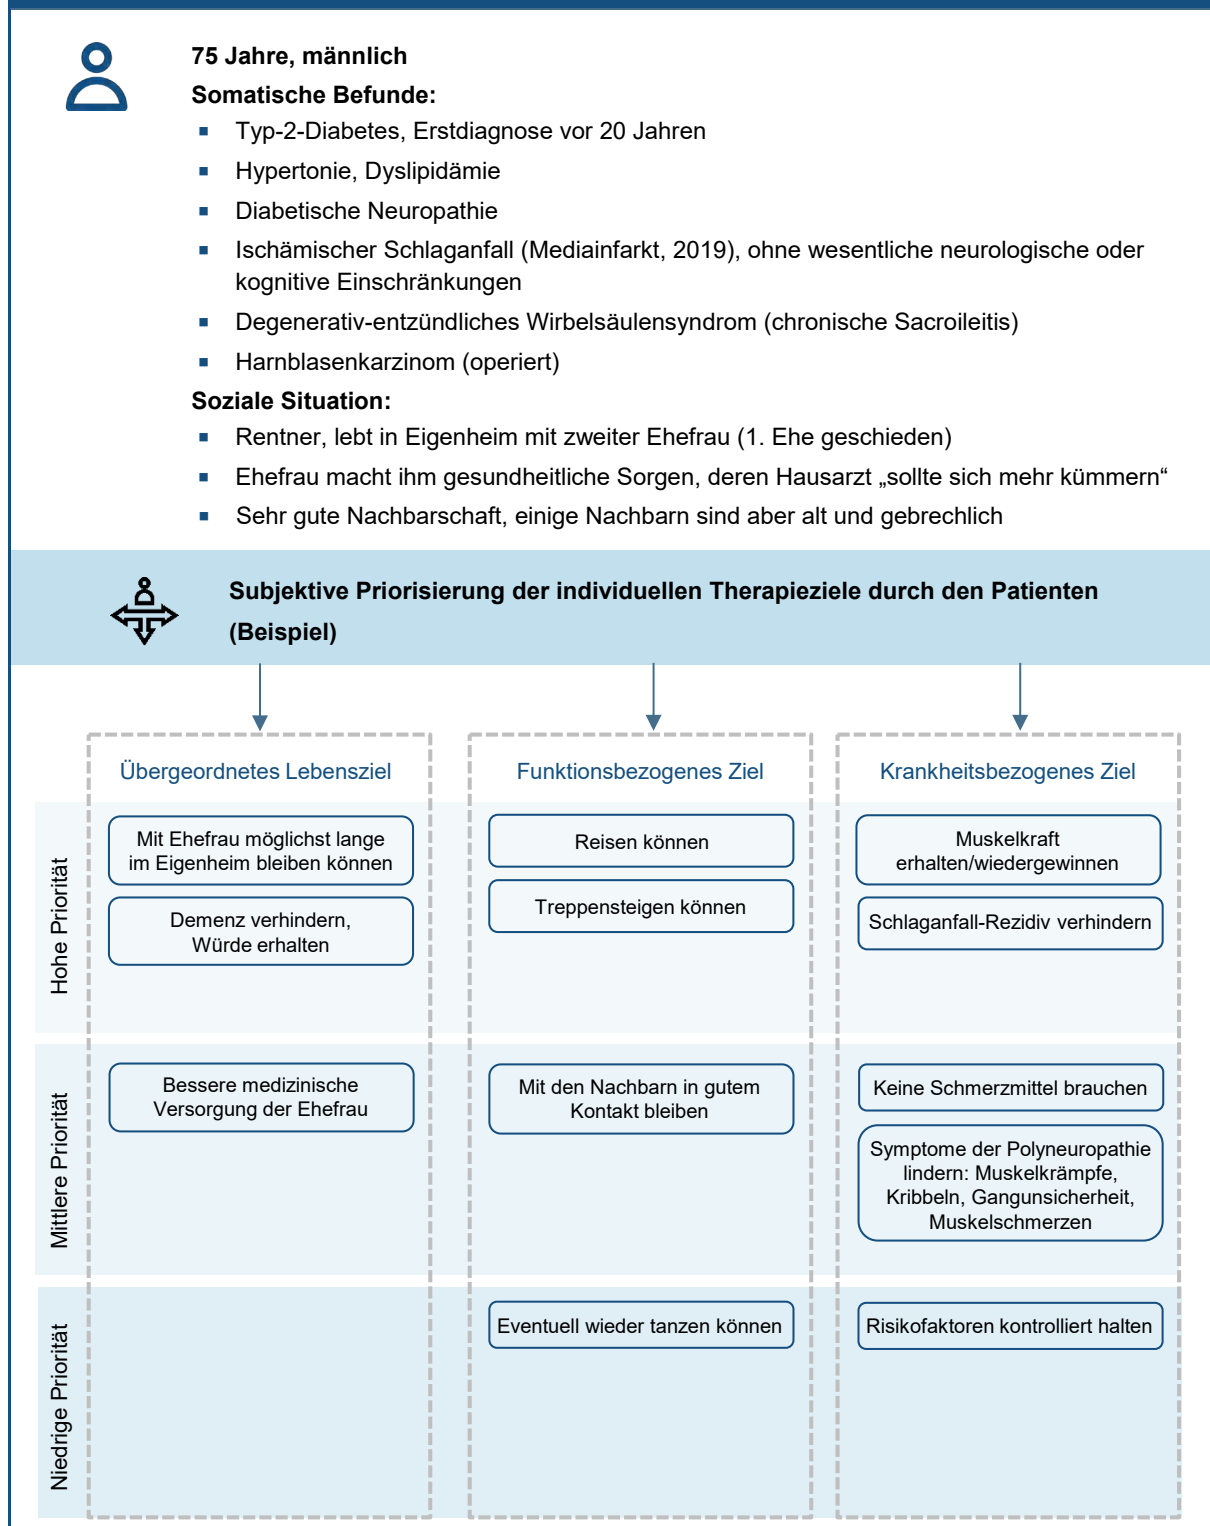 75 Jahre, männlich
Somatische Befunde:
▪ Typ-2-Diabetes, Erstdiagnose vor 20 Jahren
▪ Hypertonie, Dyslipidämie
▪ Diabetische Neuropathie
▪ Ischämischer Schlaganfall (Mediainfarkt, 2019), ohne wesentliche neurologische oder
kognitive Einschränkungen
▪ Degenerativ-entzündliches Wirbelsäulensyndrom (chronische Sacroileitis)
▪ Harnblasenkarzinom (operiert)
Soziale Situation:
▪ Rentner, lebt in Eigenheim mit zweiter Ehefrau (1. Ehe geschieden)
▪ Ehefrau macht ihm gesundheitliche Sorgen, deren Hausarzt „sollte sich mehr kümmern“
▪ Sehr gute Nachbarschaft, einige Nachbarn sind aber alt und gebrechlich
Subjektive Priorisierung der individuellen Therapieziele durch den Patienten
(Beispiel)
Übergeordnetes Lebensziel
Funktionsbezogenes Ziel
Krankheitsbezogenes Ziel
Hohe Priorität
Mit Ehefrau möglichst lange
im Eigenheim bleiben können
Demenz verhindern,
Würde erhalten
Reisen können
Treppensteigen können
Muskelkraft
erhalten/wiedergewinnen
Schlaganfall-Rezidiv verhindern
Mittlere Priorität
Bessere medizinische
Versorgung der Ehefrau
Mit den Nachbarn in gutem
Kontakt bleiben
Keine Schmerzmittel brauchen
Symptome der Polyneuropathie
lindern: Muskelkrämpfe,
Kribbeln, Gangunsicherheit,
Muskelschmerzen
Niedrige Priorität
Eventuell wieder tanzen können
Risikofaktoren kontrolliert halten